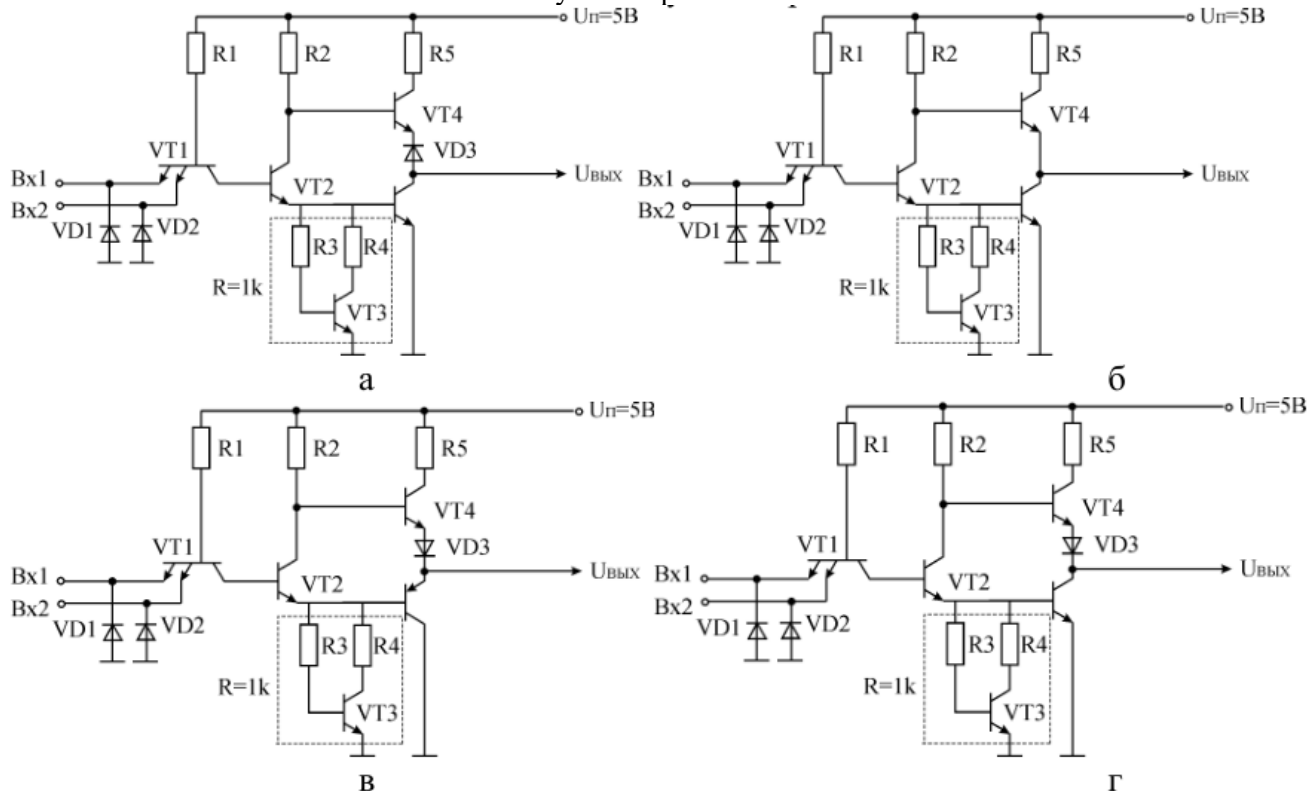 Uп=5В
R1
R2
R5
VT4
VT1
VD3
Вх1
Uвых
Вх2
VT2
VD1
VD2
R3
R4
R=1k
VT3
а
Uп=5В
R1
R2
R5
VT4
VT1
Вх1
Uвых
Вх2
VT2
VD1
VD2
R3
R4
R=1k
VT3
б
Uп=5В
R1
R2
R5
VT4
VT1
VD3
Вх1
Uвых
Вх2
VT2
VD1
VD2
R3
R4
R=1k
VT3
в
Uп=5В
R1
R2
R5
VT4
VT1
VD3
Вх1
Uвых
Вх2
VT2
VD1
VD2
R3
R4
R=1k
VT3
г